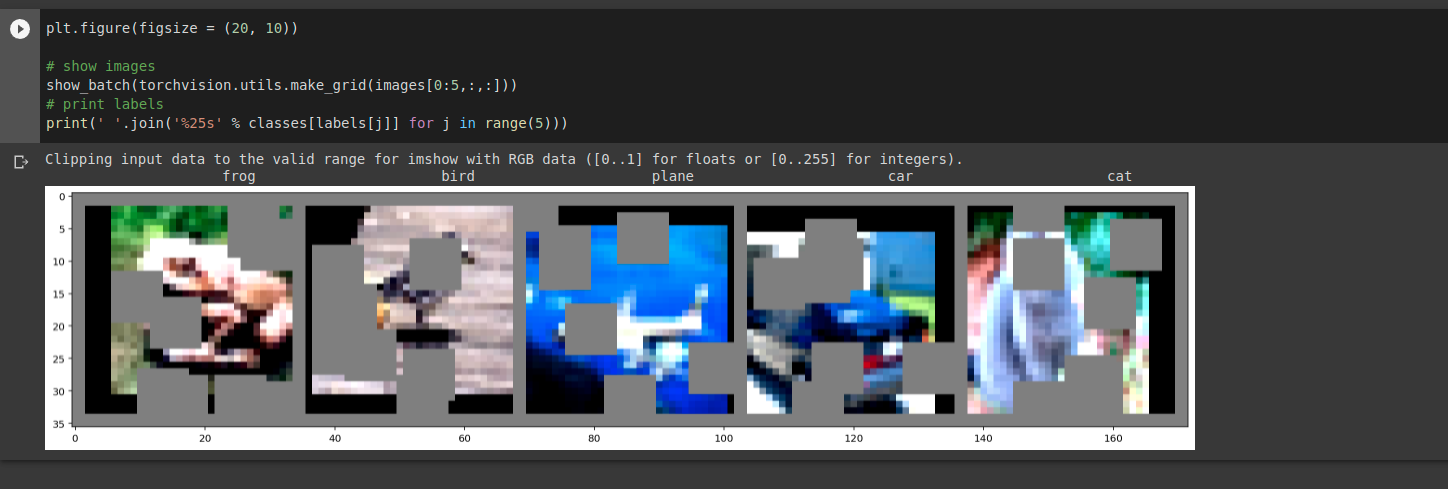 plt.figure(figsize = (20, 10))
# show images
show_batch(torchvision.utils.make_grid(images[0:5,:,:]))
# print labels
print(' '.join('%25s' % classes[labels[j]] for j in range(5)))
Clipping input data to the valid range for imshow with RGB data ([0..1] for floats or [0..255] for integers).
frog bird plane car cat
0
5
10
15
20
25
30
35
0 20 40 60 80 100 120 140 160